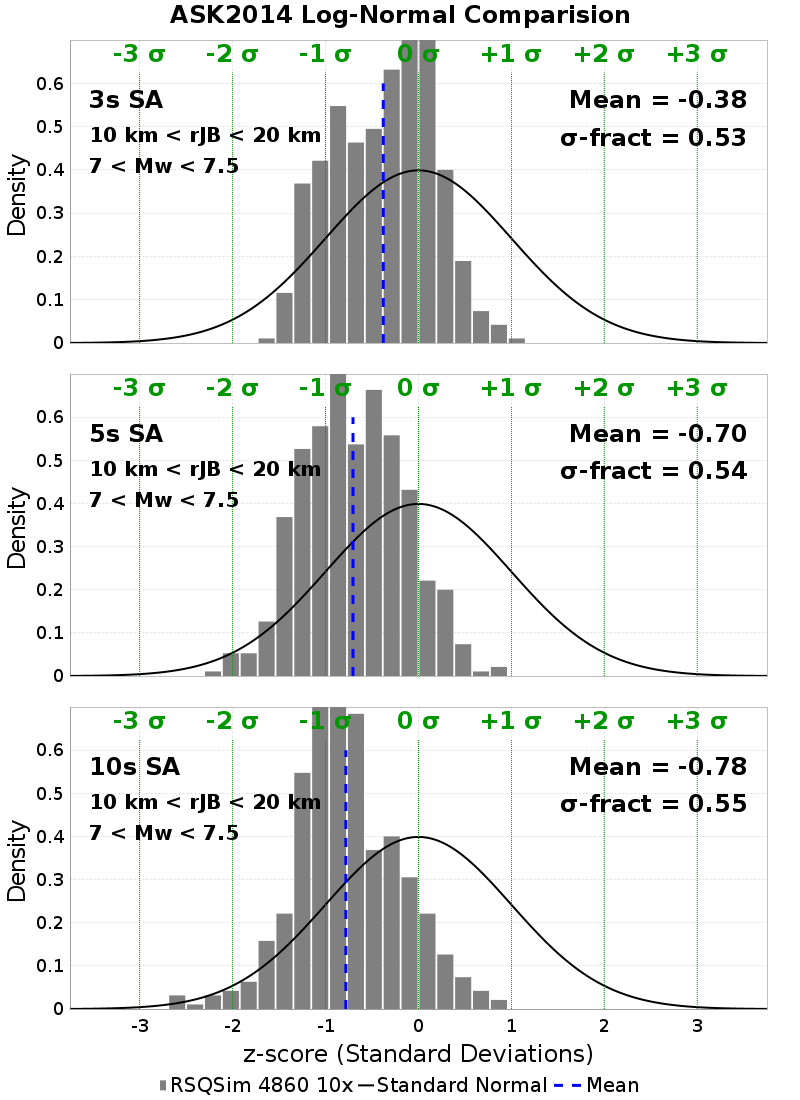 ASK2014 Log-Normal Comparision
-3 σ -2 σ -1 σ 0 σ +1 σ +2 σ +3 σ
3s SA
Mean = -0.38
10 km < rJB < 20 km
σ-fract = 0.53
7 < Mw < 7.5
Density
0.6
0.5
0.4
0.3
0.2
0.1
0
-3 σ -2 σ -1 σ 0 σ +1 σ +2 σ +3 σ
5s SA
Mean = -0.70
10 km < rJB < 20 km
σ-fract = 0.54
7 < Mw < 7.5
Density
0.6
0.5
0.4
0.3
0.2
0.1
0
-3 σ -2 σ -1 σ 0 σ +1 σ +2 σ +3 σ
10s SA
Mean = -0.78
10 km < rJB < 20 km
σ-fract = 0.55
7 < Mw < 7.5
Density
0.6
0.5
0.4
0.3
0.2
0.1
0
-3 -2 -1 0 1 2 3
z-score (Standard Deviations)
RSQSim 4860 10x Standard Normal Mean